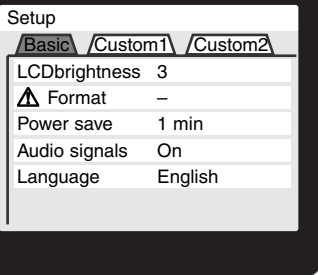 Setup
Basic Custom1 Custom2
LCDbrightness 3
Format –
Power save 1 min
Audio signals On
Language English